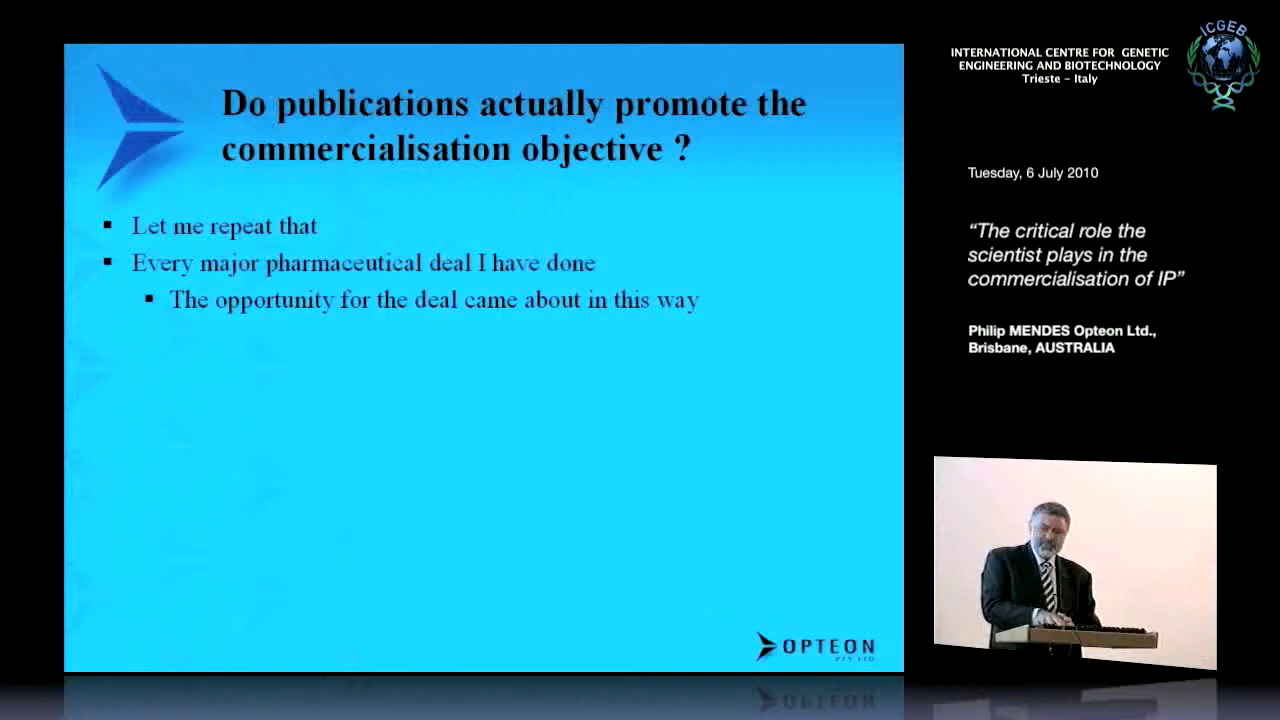 Do publications actually promote the
commercialisation objective ?
Let me repeat that
Every major pharmaceutical deal I have done
The opportunity for the deal came about in this way
OPTEON
PTY LTD
INTERNATIONAL CENTRE FOR GENETIC
ENGINEERING AND BIOTECHNOLOGY
Trieste – Italy
ICGEB
Tuesday, 6 July 2010
“The critical role the
scientist plays in the
commercialisation of IP”
Philip MENDES Opteon Ltd.,
Brisbane, AUSTRALIA